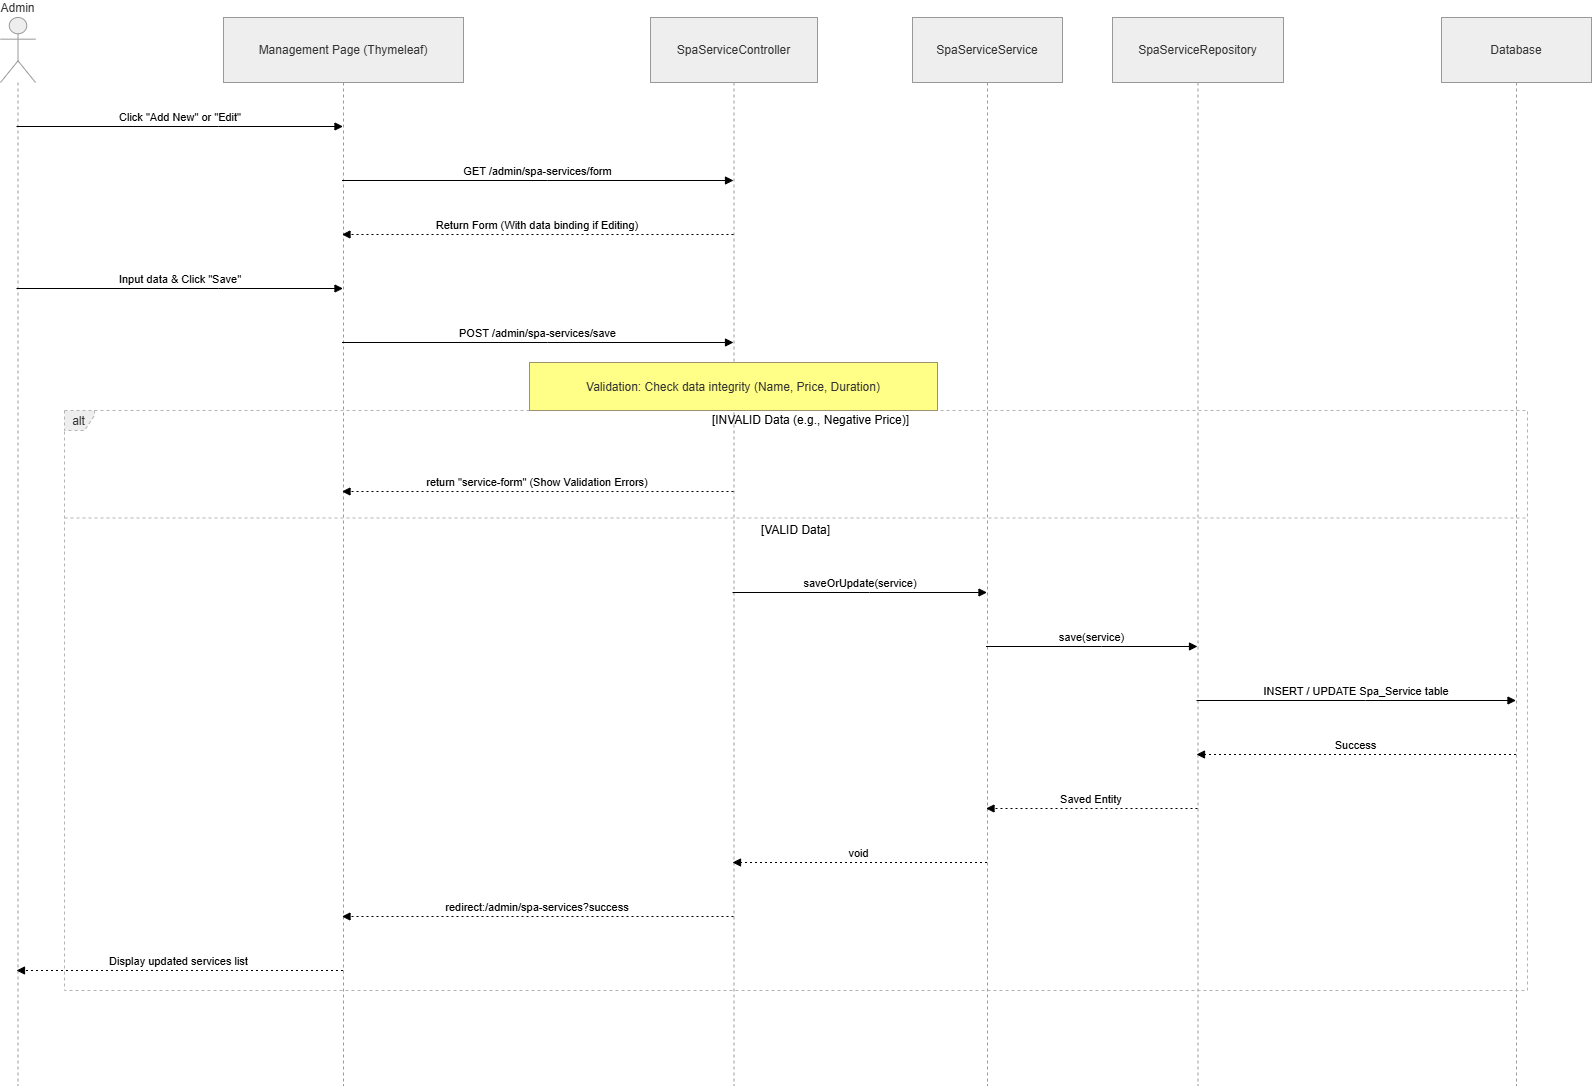 Admin
Management Page (Thymeleaf)
SpaServiceController
SpaServiceService
SpaServiceRepository
Database
Click "Add New" or "Edit"
GET /admin/spa-services/form
Return Form (With data binding if Editing)
Input data & Click "Save"
POST /admin/spa-services/save
Validation: Check data integrity (Name, Price, Duration)
alt
[INVALID Data (e.g., Negative Price)]
return "service-form" (Show Validation Errors)
[VALID Data]
saveOrUpdate(service)
save(service)
INSERT / UPDATE Spa_Service table
Success
Saved Entity
void
redirect:/admin/spa-services?success
Display updated services list